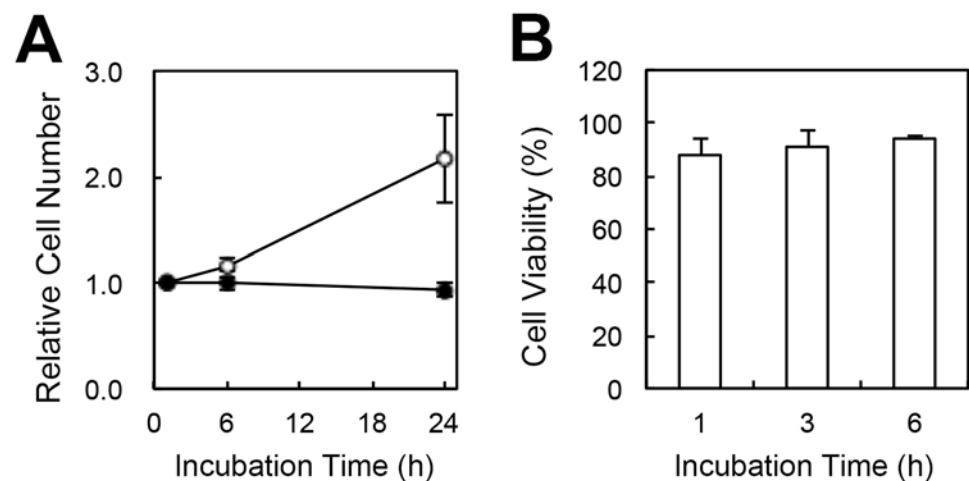 A
Relative Cell Number
3.0
2.0
1.0
0.0
0 6 12 18 24
Incubation Time (h)
B
Cell Viability (%)
120
100
80
60
40
20
0
1 3 6
Incubation Time (h)